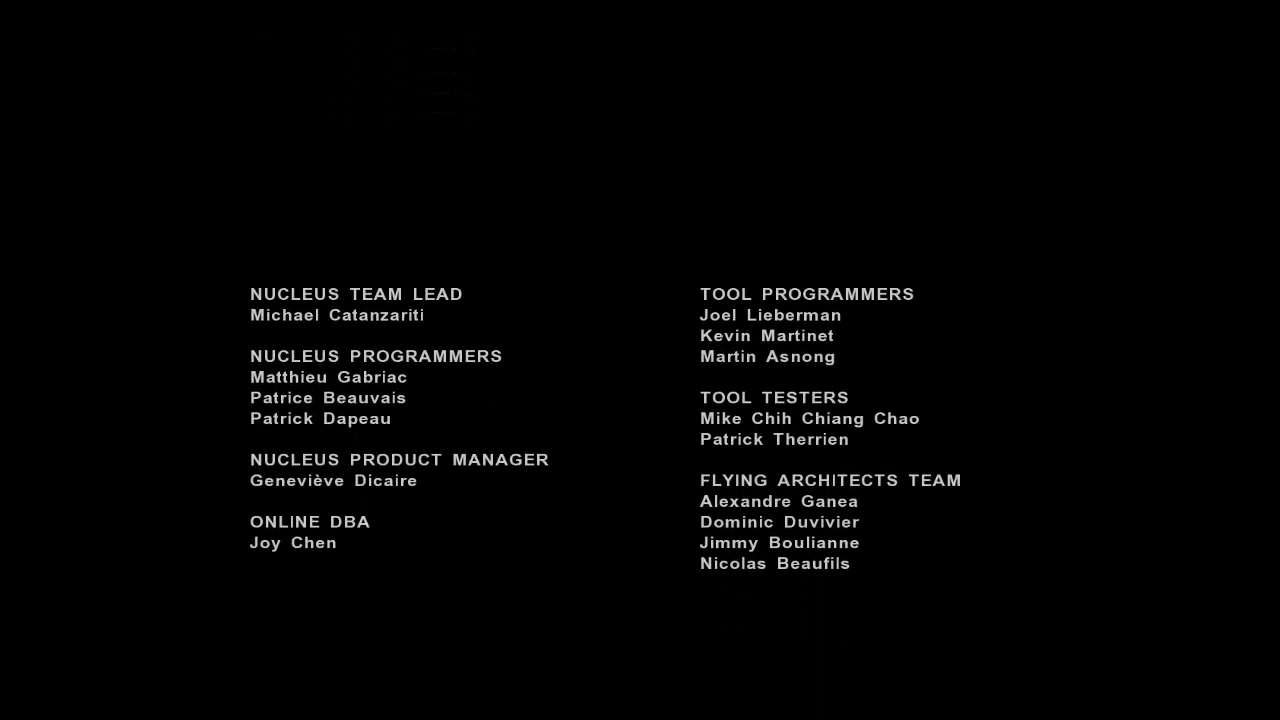 NUCLEUS TEAM LEAD
Michael Catanzariti
NUCLEUS PROGRAMMERS
Matthieu Gabriac
Patrice Beauvais
Patrick Dapeau
NUCLEUS PRODUCT MANAGER
Geneviève Dicaire
ONLINE DBA
Joy Chen
TOOL PROGRAMMERS
Joel Lieberman
Kevin Martinet
Martin Asnong
TOOL TESTERS
Mike Chih Chiang Chao
Patrick Therrien
FLYING ARCHITECTS TEAM
Alexandre Ganea
Dominic Duvivier
Jimmy Boulianne
Nicolas Beaufils